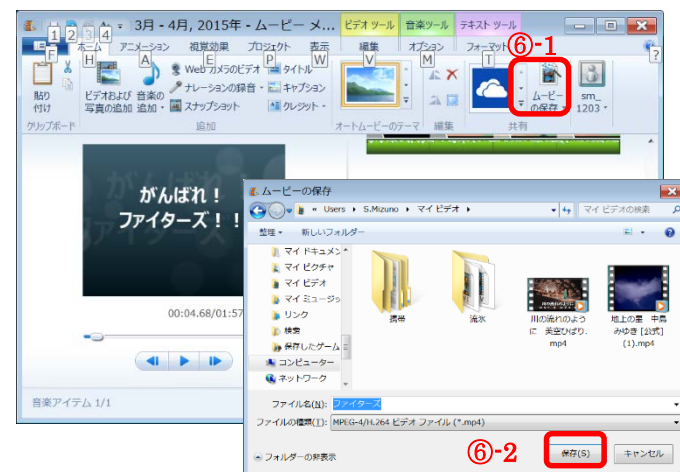 3月 - 4月, 2015年 - ムービー メ...
ビデオ ツール
音楽ツール
テキスト ツール
1 2 3 4
F
ホーム アニメーション 視覚効果 プロジェクト 表示 編集 オプション フォーマット
H A E P W V M T
?
⑥-1
貼り付け
ビデオおよび写真の追加
音楽の追加
Web カメラのビデオ
ナレーションの録音
スナップショット
タイトル
キャプション
クレジット
ムービーの保存
sm_1203
クリップボード
追加
オートムービーのテーマ
編集
共有
がんばれ！
ファイターズ！！
00:04.68/01:57
音楽アイテム 1/1
ムービーの保存
« Users ▸ S.Mizuno ▸ マイ ビデオ ▸
マイ ビデオの検索
整理
新しいフォルダー
マイ ドキュメン
マイ ピクチャ
マイ ビデオ
マイ ミュージッ
リンク
検索
保存したゲーム
コンピューター
ネットワーク
携帯
流氷
川の流れのように 美空ひばり.mp4
地上の星 中島みゆき [公式] (1).mp4
ファイル名(N): ファイターズ
ファイルの種類(T): MPEG-4/H.264 ビデオ ファイル (*.mp4)
フォルダーの非表示
⑥-2
保存(S)
キャンセル